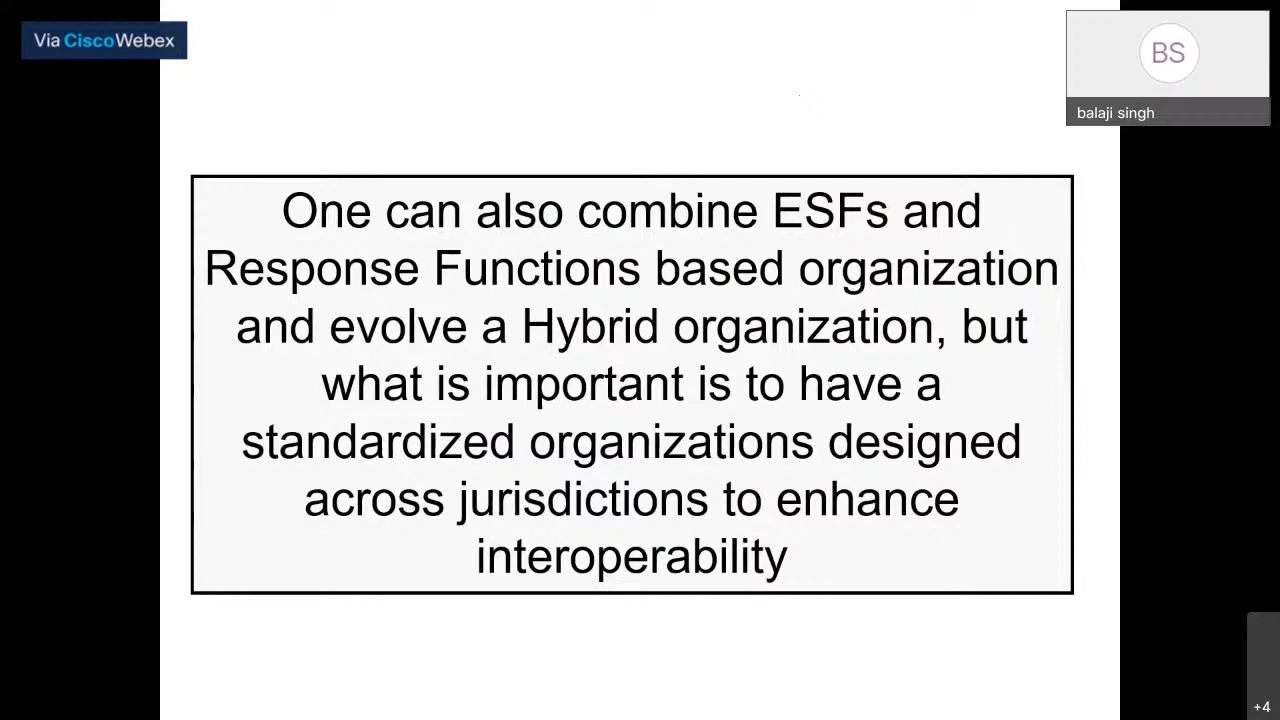 Via CiscoWebex
BS
balaji singh
One can also combine ESFs and
Response Functions based organization
and evolve a Hybrid organization, but
what is important is to have a
standardized organizations designed
across jurisdictions to enhance
interoperability
+4